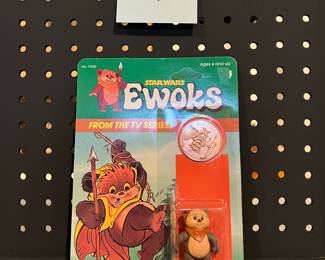 Ages 4 and up
STAR WARS
Ewoks
FROM THE TV SERIES